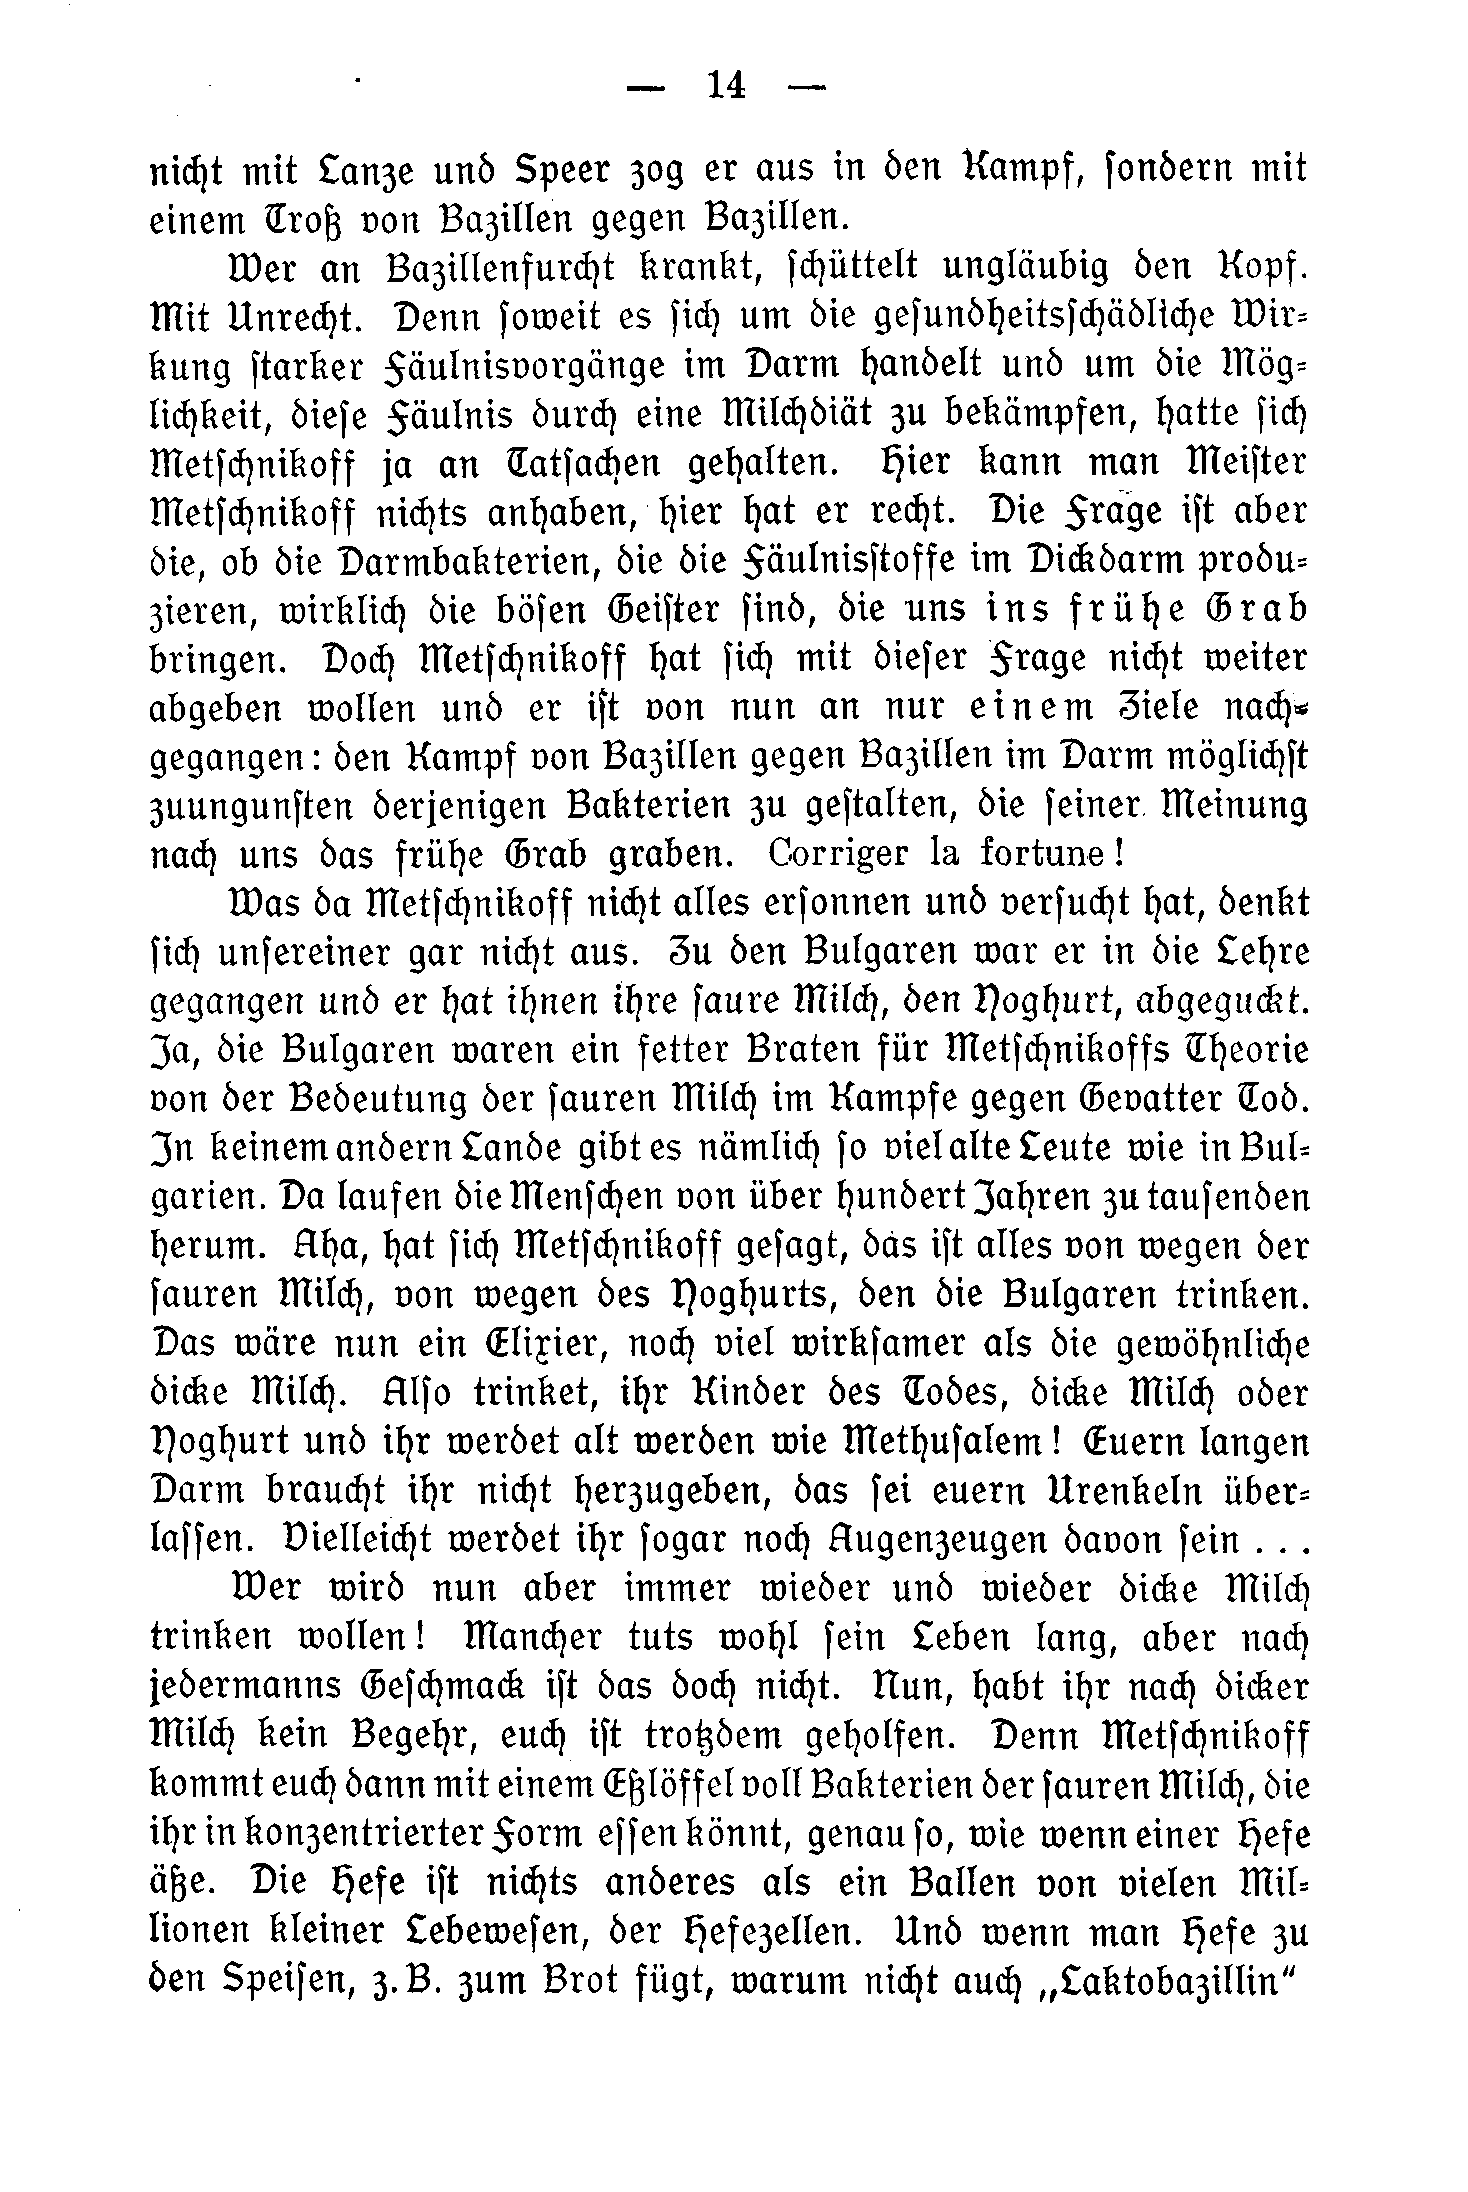 — 14 —
nicht mit Lanze und Speer zog er aus in den Kampf, ſondern mit
einem Troß von Bazillen gegen Bazillen.
Wer an Bazillenfurcht krankt, ſchüttelt ungläubig den Kopf.
Mit Unrecht. Denn ſoweit es ſich um die geſundheitsſchädliche Wir-
kung ſtarker Fäulnisvorgänge im Darm handelt und um die Mög-
lichkeit, dieſe Fäulnis durch eine Milchdiät zu bekämpfen, hatte ſich
Metſchnikoff ja an Tatſachen gehalten. Hier kann man Meiſter
Metſchnikoff nichts anhaben, hier hat er recht. Die Frage iſt aber
die, ob die Darmbakterien, die die Fäulnisſtoffe im Dickdarm produ-
zieren, wirklich die böſen Geiſter ſind, die uns ins frühe Grab
bringen. Doch Metſchnikoff hat ſich mit dieſer Frage nicht weiter
abgeben wollen und er iſt von nun an nur einem Ziele nach-
gegangen: den Kampf von Bazillen gegen Bazillen im Darm möglichſt
zuungunſten derjenigen Bakterien zu geſtalten, die ſeiner Meinung
nach uns das frühe Grab graben. Corriger la fortune!
Was da Metſchnikoff nicht alles erſonnen und verſucht hat, denkt
ſich unſereiner gar nicht aus. Zu den Bulgaren war er in die Lehre
gegangen und er hat ihnen ihre ſaure Milch, den Yoghurt, abgeguckt.
Ja, die Bulgaren waren ein fetter Braten für Metſchnikoffs Theorie
von der Bedeutung der ſauren Milch im Kampfe gegen Gevatter Tod.
In keinem andern Lande gibt es nämlich ſo viel alte Leute wie in Bul-
garien. Da laufen die Menſchen von über hundert Jahren zu tauſenden
herum. Aha, hat ſich Metſchnikoff geſagt, das iſt alles von wegen der
ſauren Milch, von wegen des Yoghurts, den die Bulgaren trinken.
Das wäre nun ein Elixier, noch viel wirkſamer als die gewöhnliche
dicke Milch. Alſo trinket, ihr Kinder des Todes, dicke Milch oder
Yoghurt und ihr werdet alt werden wie Methuſalem! Euern langen
Darm braucht ihr nicht herzugeben, das ſei euern Urenkeln über-
laſſen. Vielleicht werdet ihr ſogar noch Augenzeugen davon ſein . . .
Wer wird nun aber immer wieder und wieder dicke Milch
trinken wollen! Mancher tuts wohl ſein Leben lang, aber nach
jedermanns Geſchmack iſt das doch nicht. Nun, habt ihr nach dicker
Milch kein Begehr, euch iſt trotzdem geholfen. Denn Metſchnikoff
kommt euch dann mit einem Eßlöffel voll Bakterien der ſauren Milch, die
ihr in konzentrierter Form eſſen könnt, genau ſo, wie wenn einer Hefe
äße. Die Hefe iſt nichts anderes als ein Ballen von vielen Mil-
lionen kleiner Lebeweſen, der Hefezellen. Und wenn man Hefe zu
den Speiſen, z. B. zum Brot fügt, warum nicht auch „Laktobazillin“